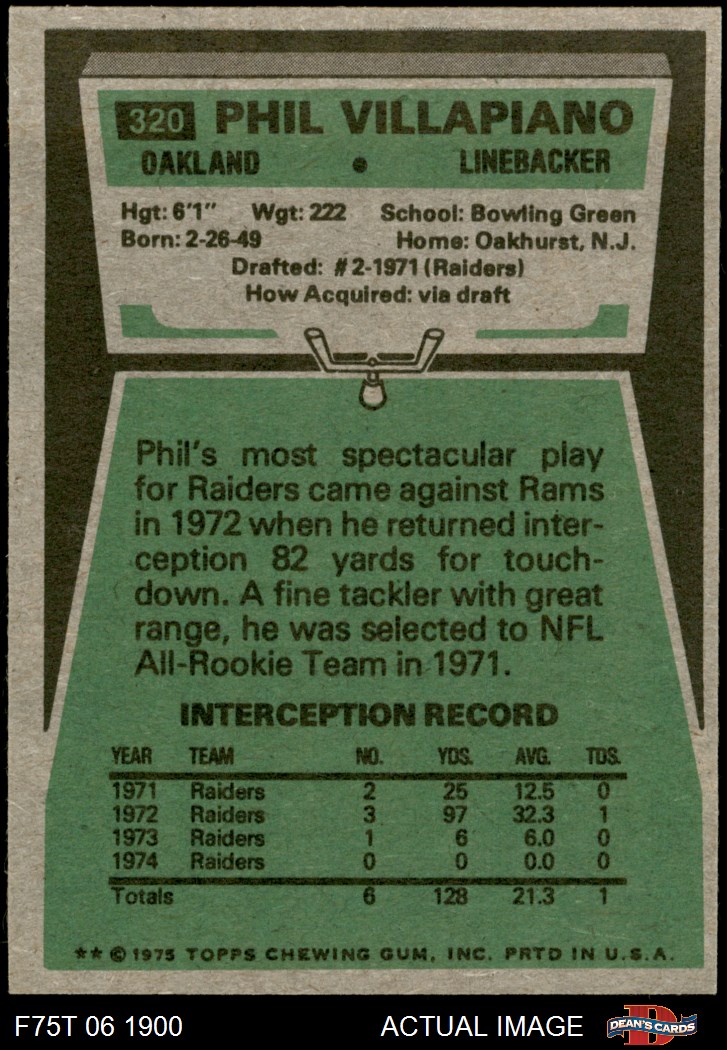 320 PHIL VILLAPIANO
OAKLAND • LINEBACKER
Hgt: 6'1" Wgt: 222 School: Bowling Green
Born: 2-26-49 Home: Oakhurst, N.J.
Drafted: #2-1971 (Raiders)
How Acquired: via draft
Phil's most spectacular play
for Raiders came against Rams
in 1972 when he returned inter-
ception 82 yards for touch-
down. A fine tackler with great
range, he was selected to NFL
All-Rookie Team in 1971.
INTERCEPTION RECORD
YEAR TEAM NO. YDS. AVG. TDS.
1971 Raiders 2 25 12.5 0
1972 Raiders 3 97 32.3 1
1973 Raiders 1 6 6.0 0
1974 Raiders 0 0 0.0 0
Totals 6 128 21.3 1
** © 1975 TOPPS CHEWING GUM, INC. PRTD IN U.S.A.
F75T 06 1900 ACTUAL IMAGE D DEAN'S CARDS